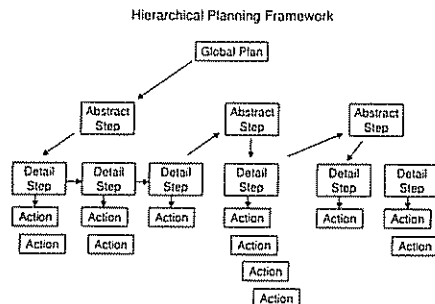 Hierarchical Planning Framework
Global Plan
Abstract
Step
Abstract
Step
Abstract
Step
Detail
Step
Detail
Step
Detail
Step
Detail
Step
Detail
Step
Detail
Step
Action
Action
Action
Action
Action
Action
Action
Action
Action
Action
Action
Action